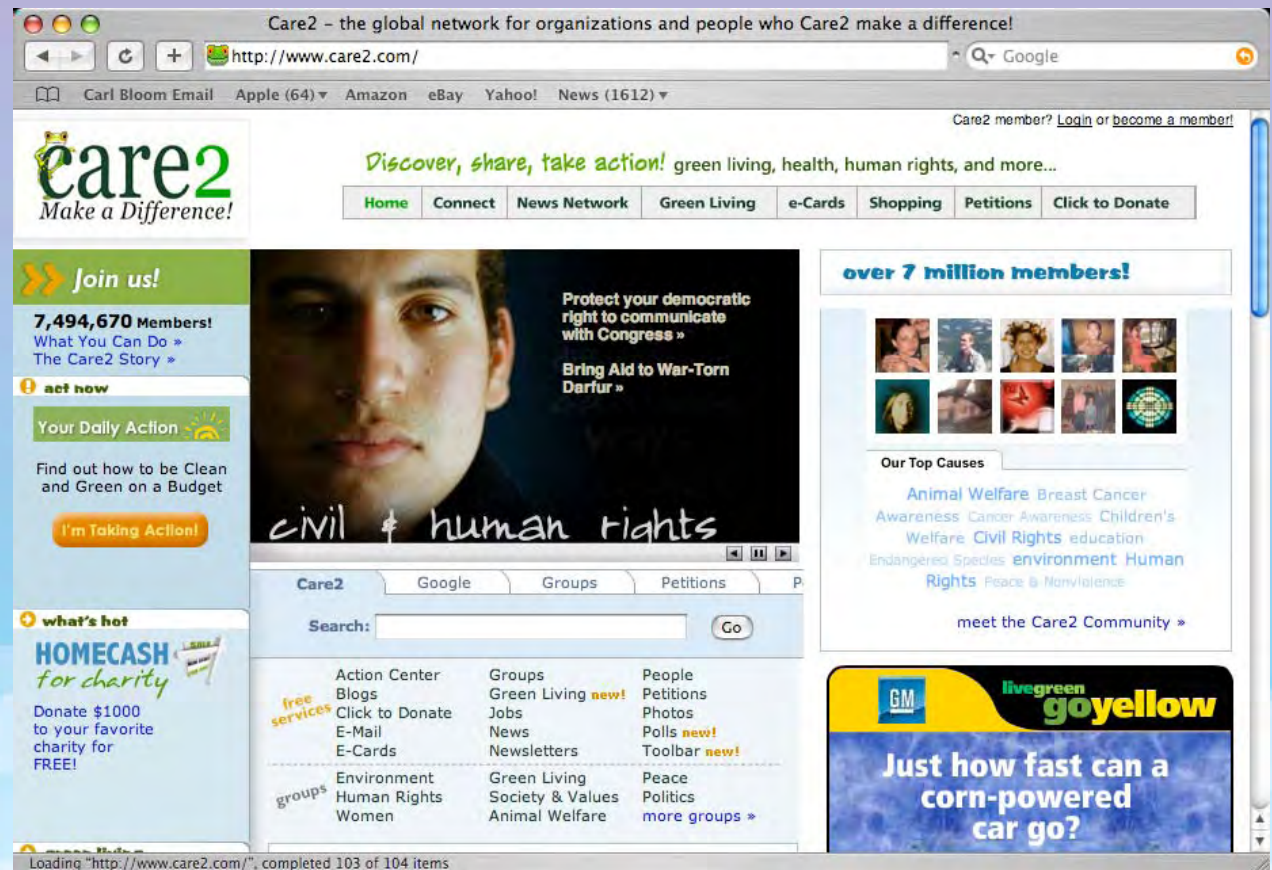 Care2 – the global network for organizations and people who Care2 make a difference!
http://www.care2.com/
Google
Carl Bloom Email Apple (64) Amazon eBay Yahoo! News (1612)
Care2 member? Login or become a member!
care2
Make a Difference!
Discover, share, take action! green living, health, human rights, and more...
Home Connect News Network Green Living e-Cards Shopping Petitions Click to Donate
Join us!
7,494,670 Members!
What You Can Do »
The Care2 Story »
act now
Your Daily Action
Find out how to be Clean
and Green on a Budget
I'm Taking Action!
what's hot
HOMECASH
for charity
Donate $1000
to your favorite
charity for
FREE!
Protect your democratic
right to communicate
with Congress »
Bring Aid to War-Torn
Darfur »
civil & human rights
Care2 Google Groups Petitions P
Search:
Go
free
services
Action Center Groups People
Blogs Green Living new! Petitions
Click to Donate Jobs Photos
E-Mail News Polls new!
E-Cards Newsletters Toolbar new!
groups
Environment Green Living Peace
Human Rights Society & Values Politics
Women Animal Welfare more groups »
over 7 million members!
Our Top Causes
Animal Welfare Breast Cancer
Awareness Cancer Awareness Children's
Welfare Civil Rights education
Endangered Species environment Human
Rights Peace & Nonviolence
meet the Care2 Community »
GM
livegreen
goyellow
Just how fast can a
corn-powered
car go?
Loading "http://www.care2.com/", completed 103 of 104 items